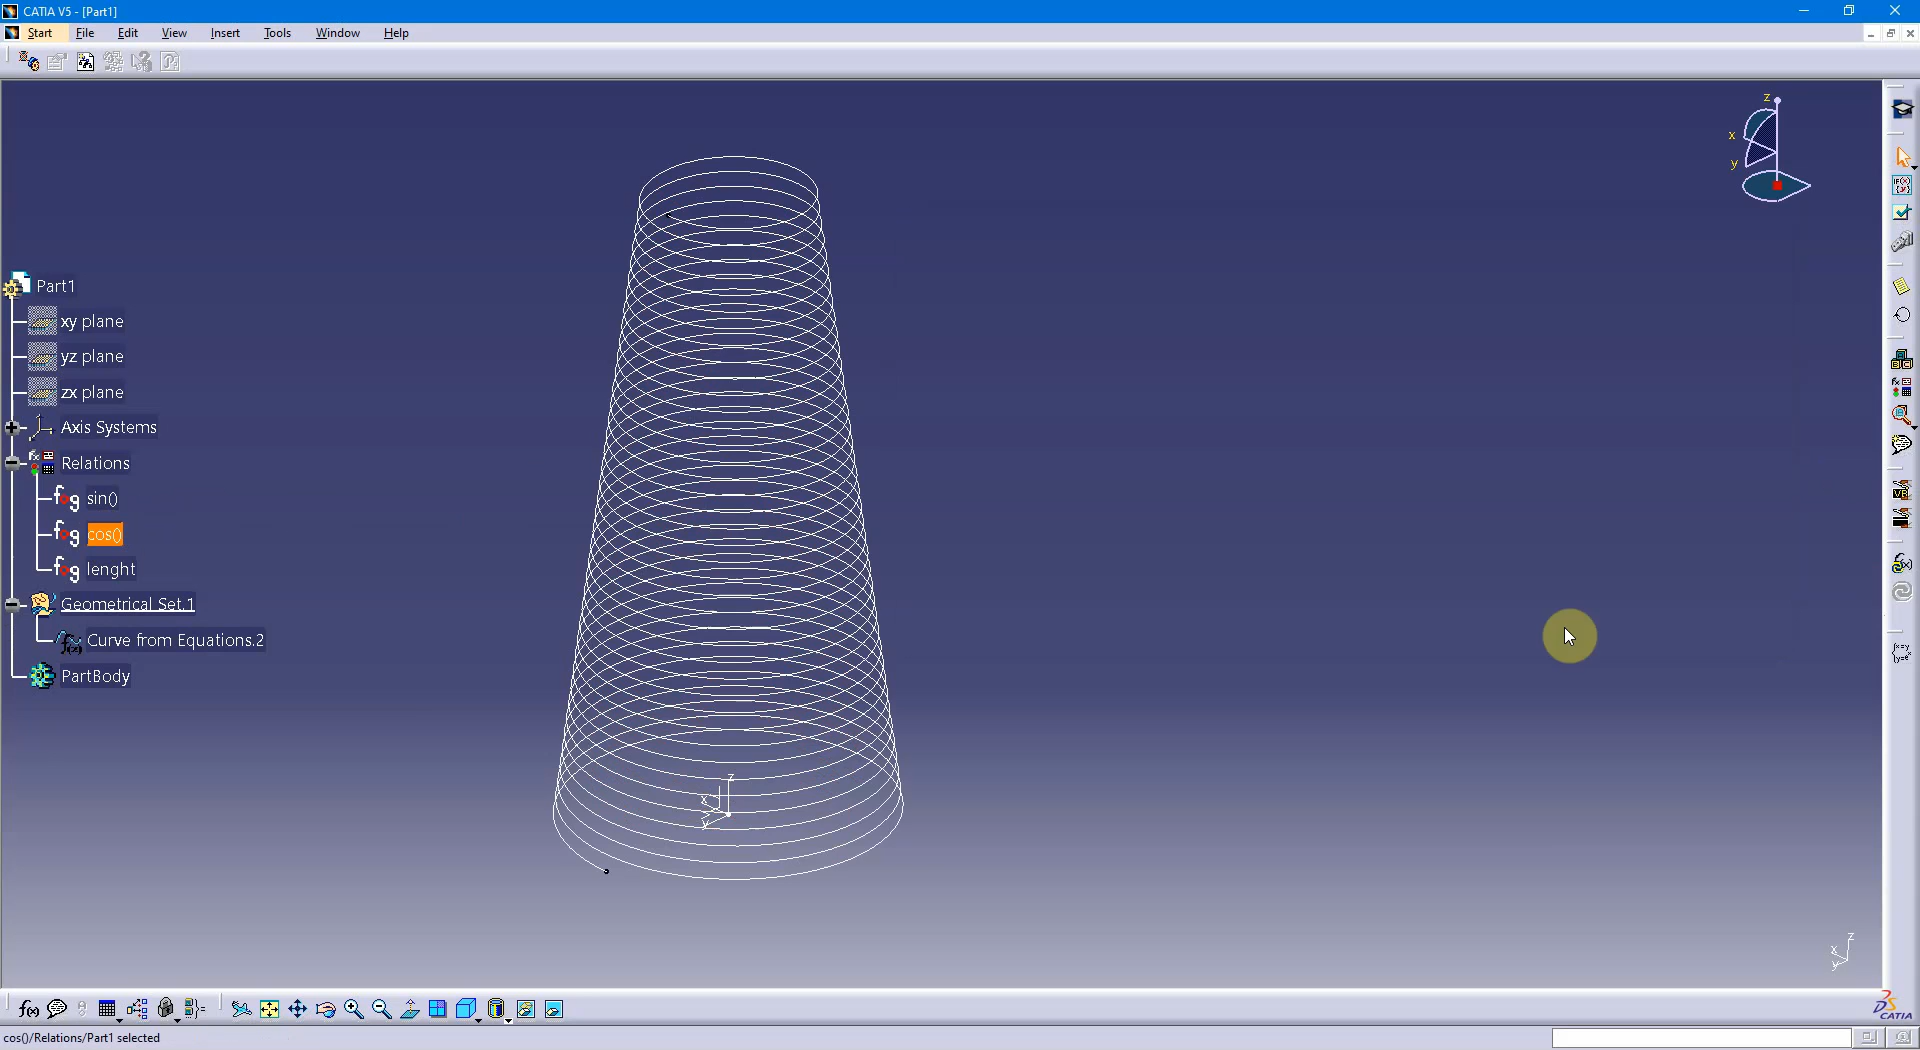 CATIA V5 - [Part1]
Start File Edit View Insert Tools Window Help
z
x
y
Part1
xy plane
yz plane
zx plane
Axis Systems
Relations
sin()
cos()
lenght
Geometrical Set.1
Curve from Equations.2
PartBody
z
x
y
z
x
y
f(x)
CATIA
cos()/Relations/Part1 selected